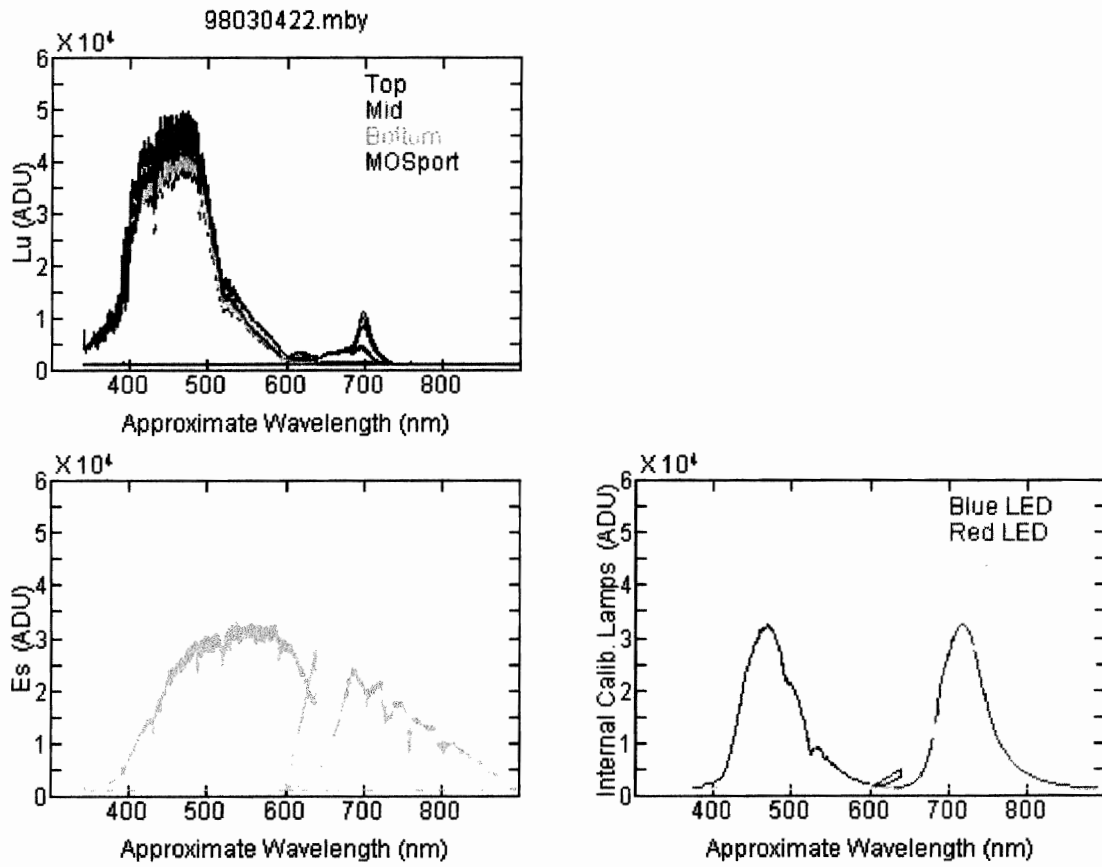 98030422.mby
X 10⁴
6
5
4
3
2
1
0
Lu (ADU)
Top
Mid
Bottom
MOSport
400 500 600 700 800
Approximate Wavelength (nm)
X 10⁴
6
5
4
3
2
1
0
Es (ADU)
400 500 600 700 800
Approximate Wavelength (nm)
X 10⁴
6
5
4
3
2
1
0
Internal Calib. Lamps (ADU)
Blue LED
Red LED
400 500 600 700 800
Approximate Wavelength (nm)